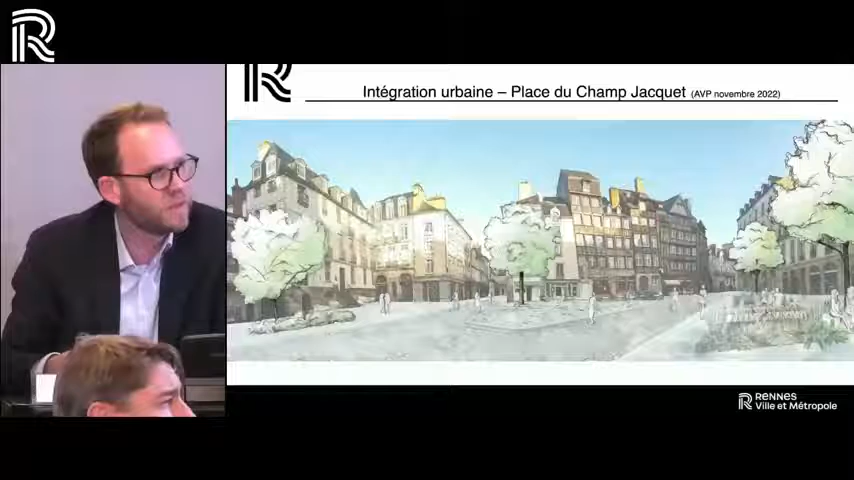 R
R
Intégration urbaine – Place du Champ Jacquet (AVP novembre 2022)
R RENNES
Ville et Métropole